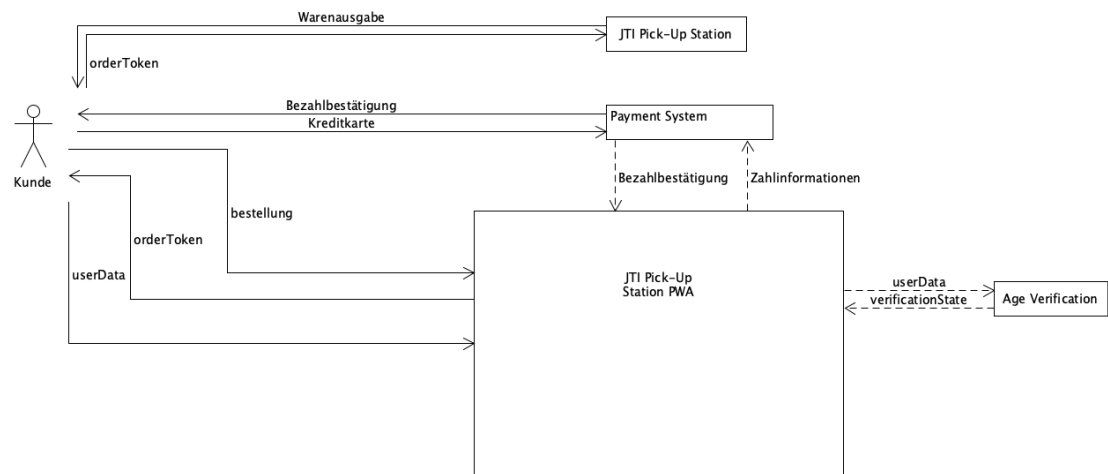 Warenausgabe
JTI Pick-Up Station
orderToken
Bezahlbestätigung
Payment System
Kreditkarte
Kunde
Bezahlbestätigung
Zahlinformationen
bestellung
orderToken
userData
JTI Pick-Up
Station PWA
userData
verificationState
Age Verification